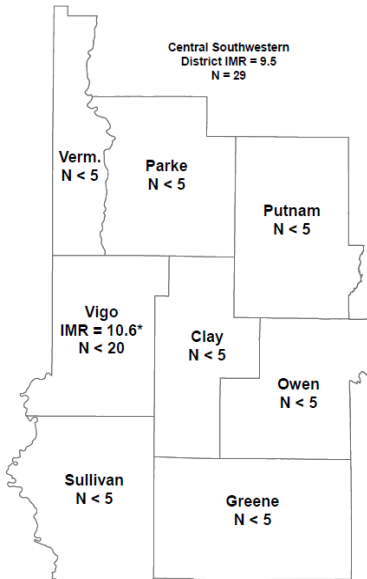 Central Southwestern
District IMR = 9.5
N = 29
Verm.
N < 5
Parke
N < 5
Putnam
N < 5
Vigo
IMR = 10.6*
N < 20
Clay
N < 5
Owen
N < 5
Sullivan
N < 5
Greene
N < 5